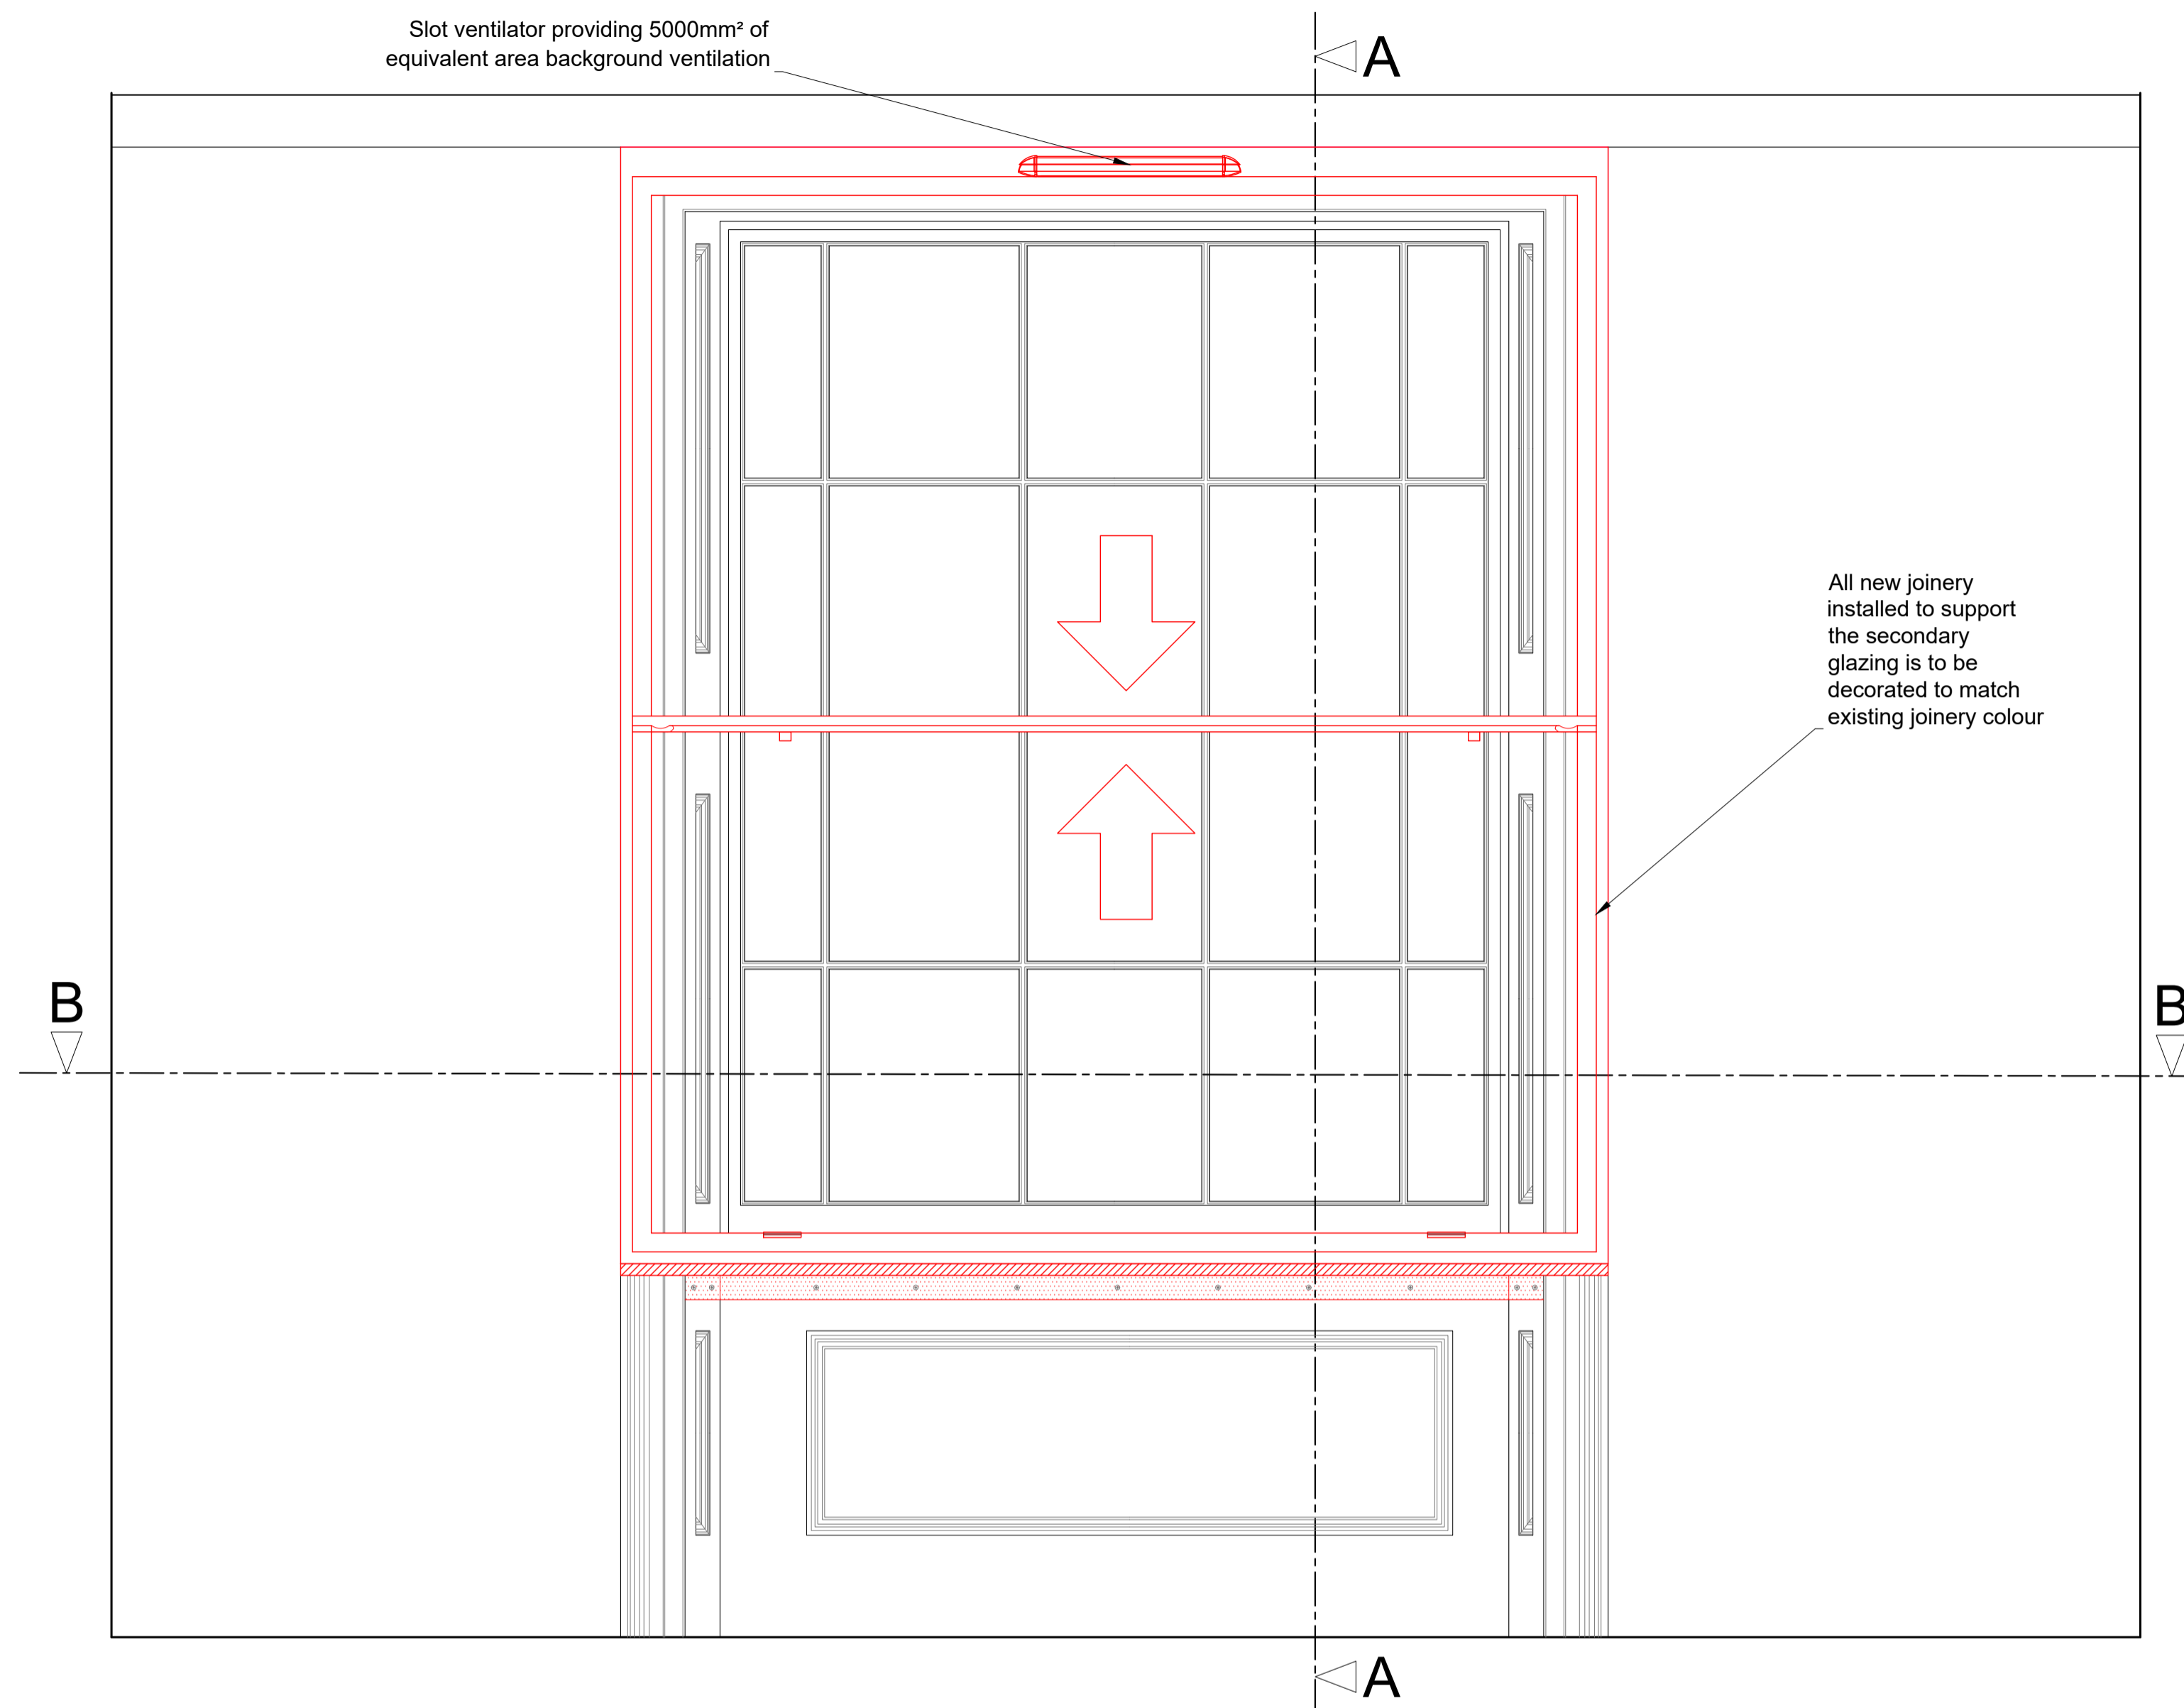 Slot ventilator providing 5000mm² of
equivalent area background ventilation
A
All new joinery
installed to support
the secondary
glazing is to be
decorated to match
existing joinery colour
B
B
A